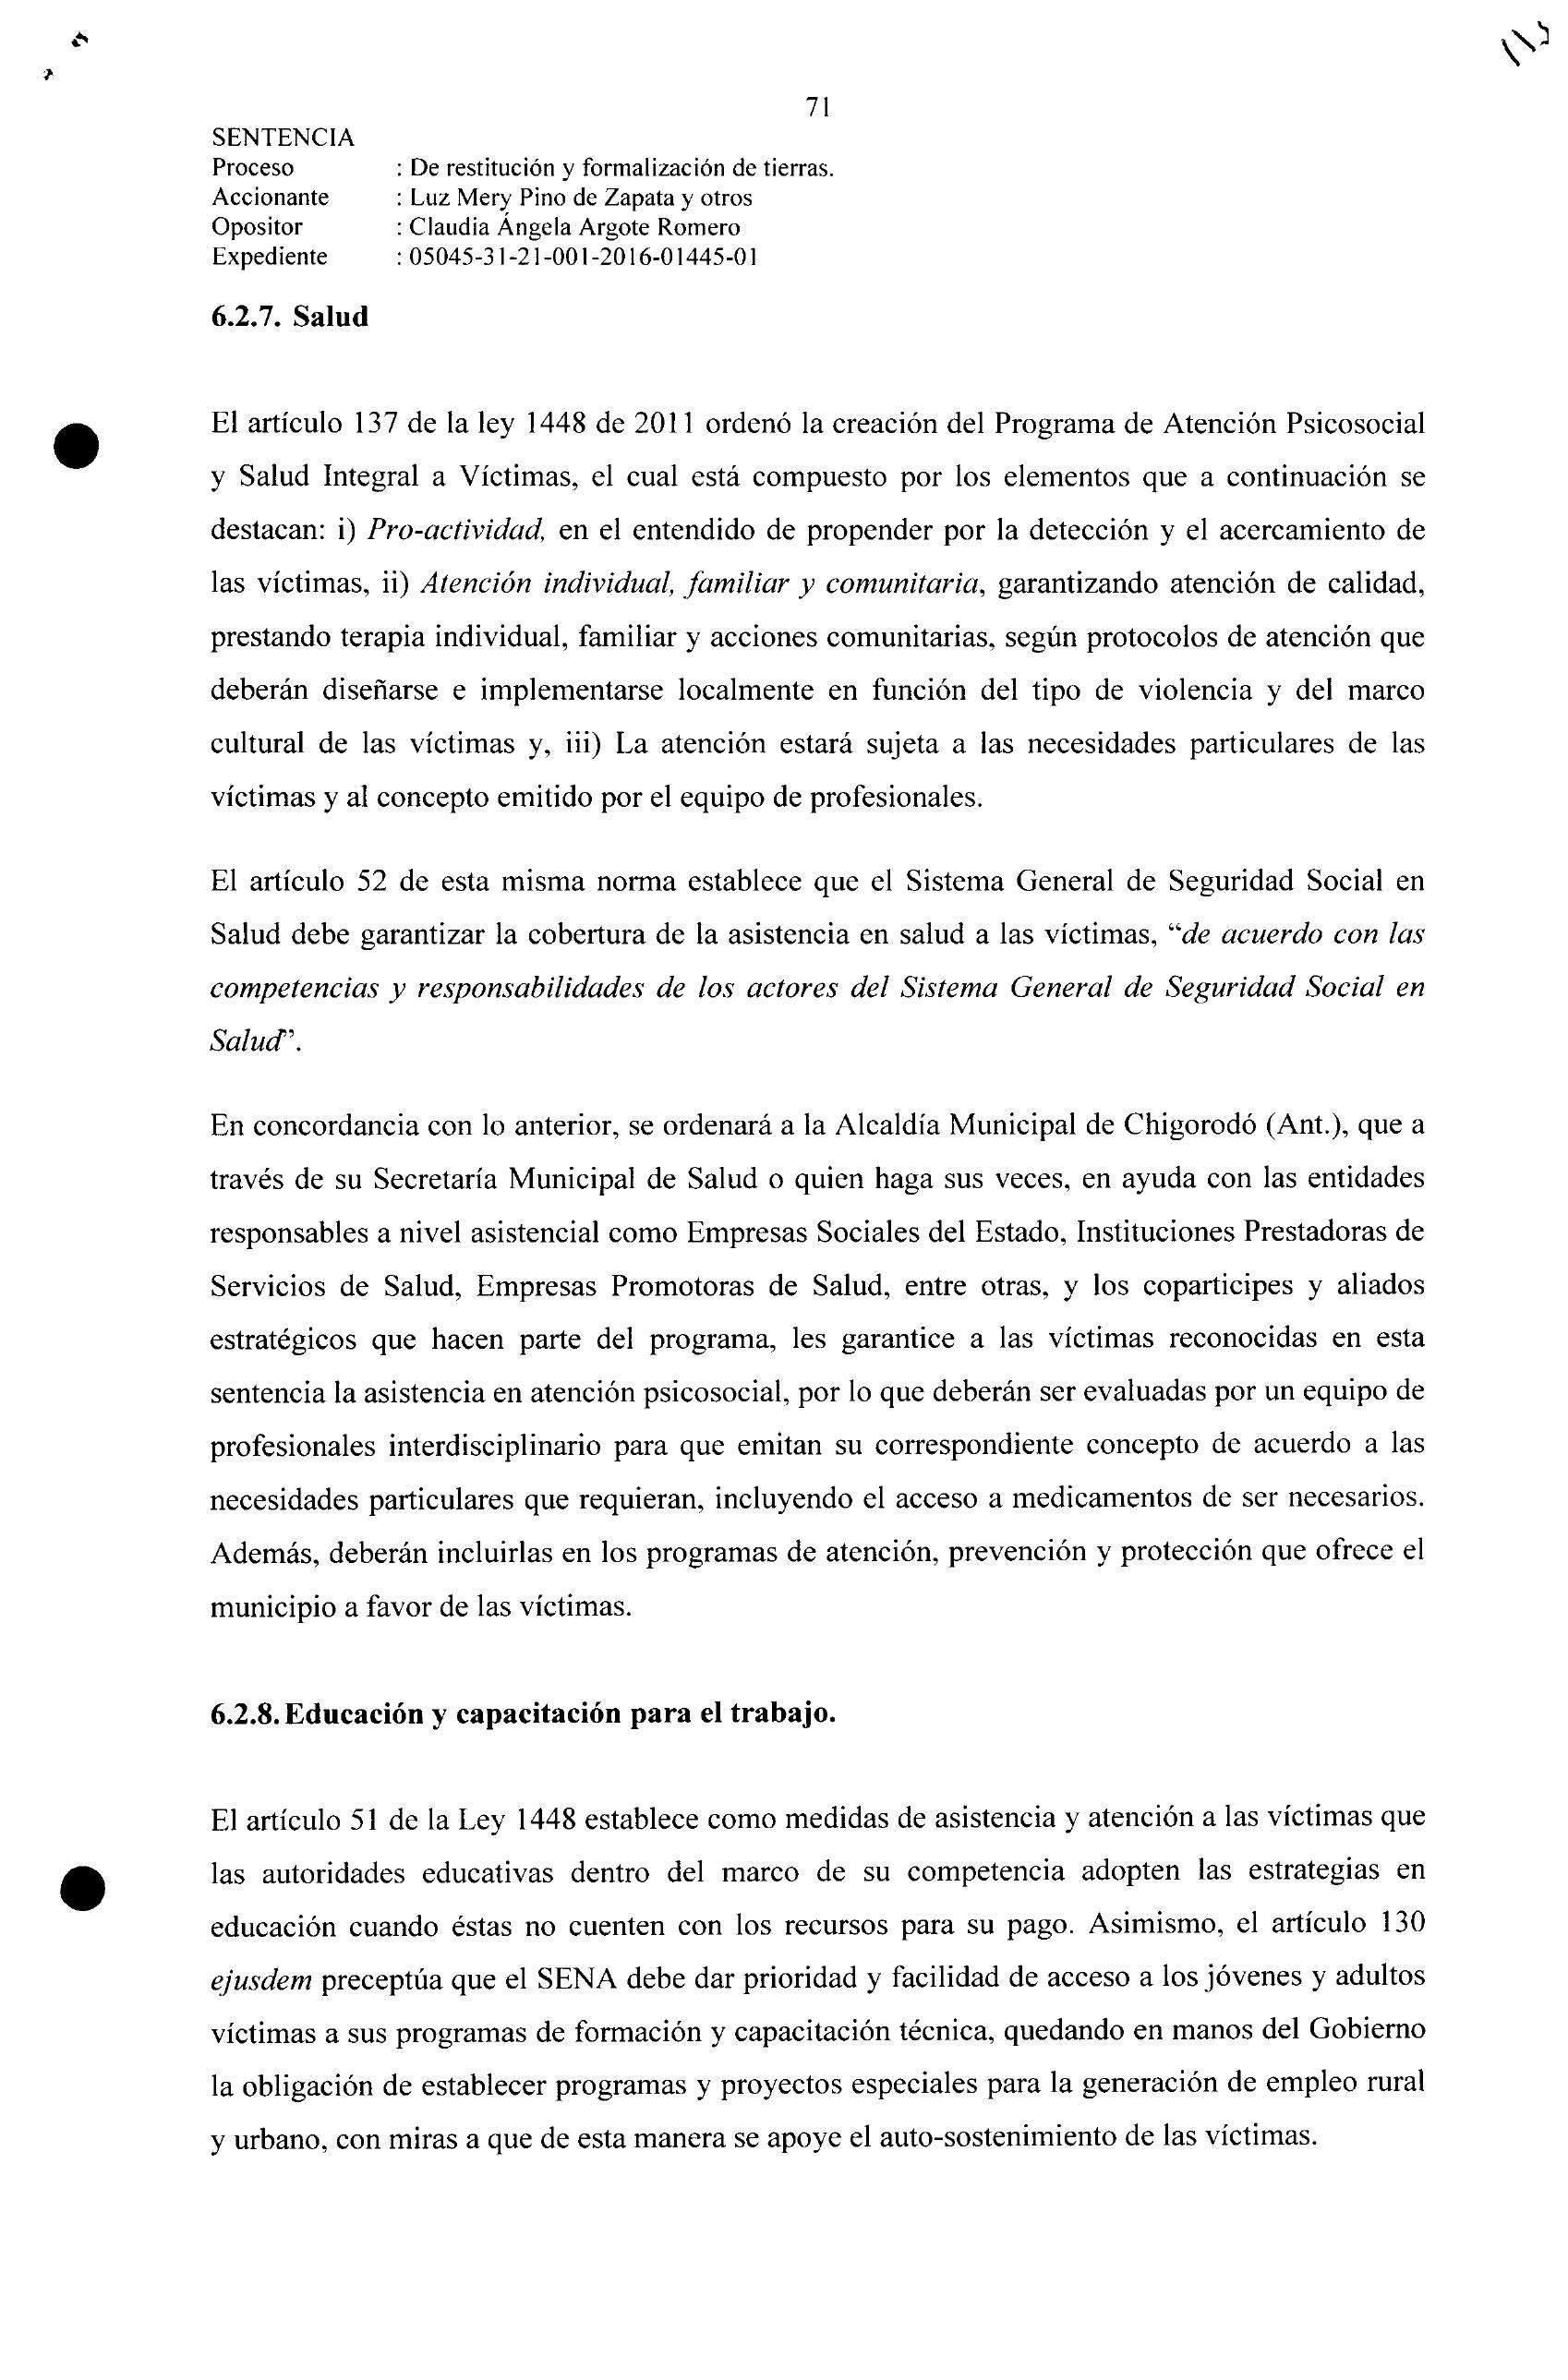 71
SENTENCIA
Proceso : De restitución y formalización de tierras.
Accionante : Luz Mery Pino de Zapata y otros
Opositor : Claudia Ángela Argote Romero
Expediente : 05045-31-21-001-2016-01445-01
6.2.7. Salud
El artículo 137 de la ley 1448 de 2011 ordenó la creación del Programa de Atención Psicosocial
y Salud Integral a Víctimas, el cual está compuesto por los elementos que a continuación se
destacan: i) Pro-actividad, en el entendido de propender por la detección y el acercamiento de
las víctimas, ii) Atención individual, familiar y comunitaria, garantizando atención de calidad,
prestando terapia individual, familiar y acciones comunitarias, según protocolos de atención que
deberán diseñarse e implementarse localmente en función del tipo de violencia y del marco
cultural de las víctimas y, iii) La atención estará sujeta a las necesidades particulares de las
víctimas y al concepto emitido por el equipo de profesionales.
El artículo 52 de esta misma norma establece que el Sistema General de Seguridad Social en
Salud debe garantizar la cobertura de la asistencia en salud a las víctimas, “de acuerdo con las
competencias y responsabilidades de los actores del Sistema General de Seguridad Social en
Salud”.
En concordancia con lo anterior, se ordenará a la Alcaldía Municipal de Chigorodó (Ant.), que a
través de su Secretaría Municipal de Salud o quien haga sus veces, en ayuda con las entidades
responsables a nivel asistencial como Empresas Sociales del Estado, Instituciones Prestadoras de
Servicios de Salud, Empresas Promotoras de Salud, entre otras, y los coparticipes y aliados
estratégicos que hacen parte del programa, les garantice a las víctimas reconocidas en esta
sentencia la asistencia en atención psicosocial, por lo que deberán ser evaluadas por un equipo de
profesionales interdisciplinario para que emitan su correspondiente concepto de acuerdo a las
necesidades particulares que requieran, incluyendo el acceso a medicamentos de ser necesarios.
Además, deberán incluirlas en los programas de atención, prevención y protección que ofrece el
municipio a favor de las víctimas.
6.2.8. Educación y capacitación para el trabajo.
El artículo 51 de la Ley 1448 establece como medidas de asistencia y atención a las víctimas que
las autoridades educativas dentro del marco de su competencia adopten las estrategias en
educación cuando éstas no cuenten con los recursos para su pago. Asimismo, el artículo 130
ejusdem preceptúa que el SENA debe dar prioridad y facilidad de acceso a los jóvenes y adultos
víctimas a sus programas de formación y capacitación técnica, quedando en manos del Gobierno
la obligación de establecer programas y proyectos especiales para la generación de empleo rural
y urbano, con miras a que de esta manera se apoye el auto-sostenimiento de las víctimas.